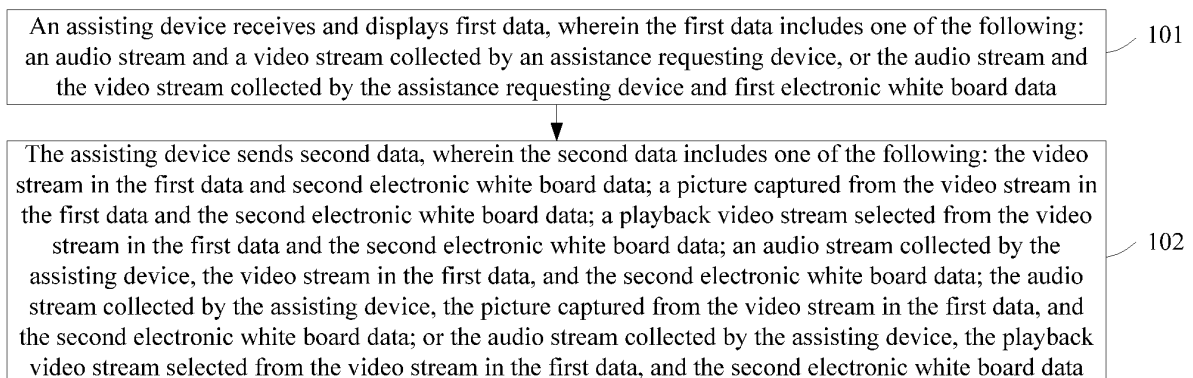 An assisting device receives and displays first data, wherein the first data includes one of the following:
an audio stream and a video stream collected by an assistance requesting device, or the audio stream and
the video stream collected by the assistance requesting device and first electronic white board data
101
The assisting device sends second data, wherein the second data includes one of the following: the video
stream in the first data and second electronic white board data; a picture captured from the video stream in
the first data and the second electronic white board data; a playback video stream selected from the video
stream in the first data and the second electronic white board data; an audio stream collected by the
assisting device, the video stream in the first data, and the second electronic white board data; the audio
stream collected by the assisting device, the picture captured from the video stream in the first data, and
the second electronic white board data; or the audio stream collected by the assisting device, the playback
video stream selected from the video stream in the first data, and the second electronic white board data
102